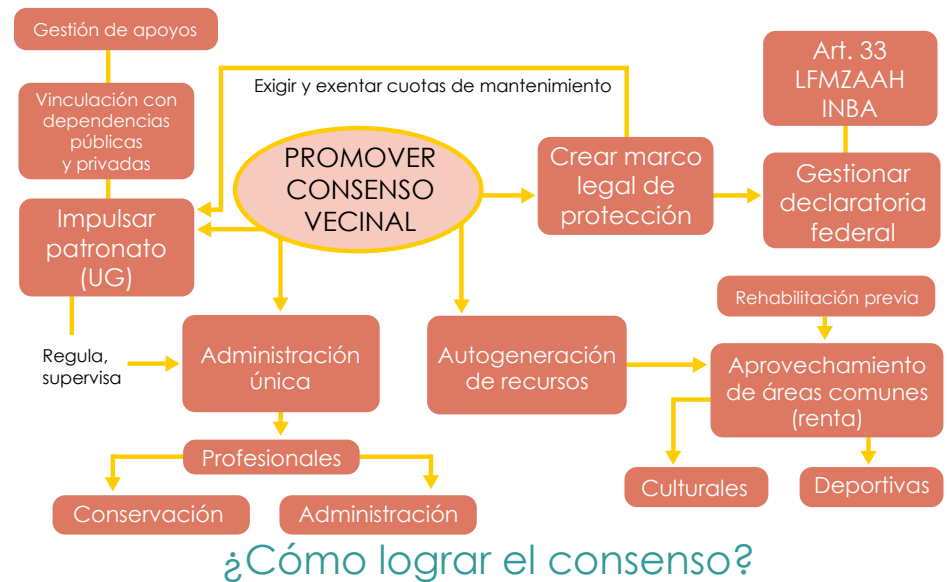 Gestión de apoyos
Vinculación con
dependencias
públicas
y privadas
Impulsar
patronato
(UG)
Exigir y exentar cuotas de mantenimiento
PROMOVER
CONSENSO
VECINAL
Crear marco
legal de
protección
Art. 33
LFMZAAH
INBA
Gestionar
declaratoria
federal
Regula,
supervisa
Administración
única
Autogeneración
de recursos
Rehabilitación previa
Aprovechamiento
de áreas comunes
(renta)
Profesionales
Conservación
Administración
Culturales
Deportivas
¿Cómo lograr el consenso?